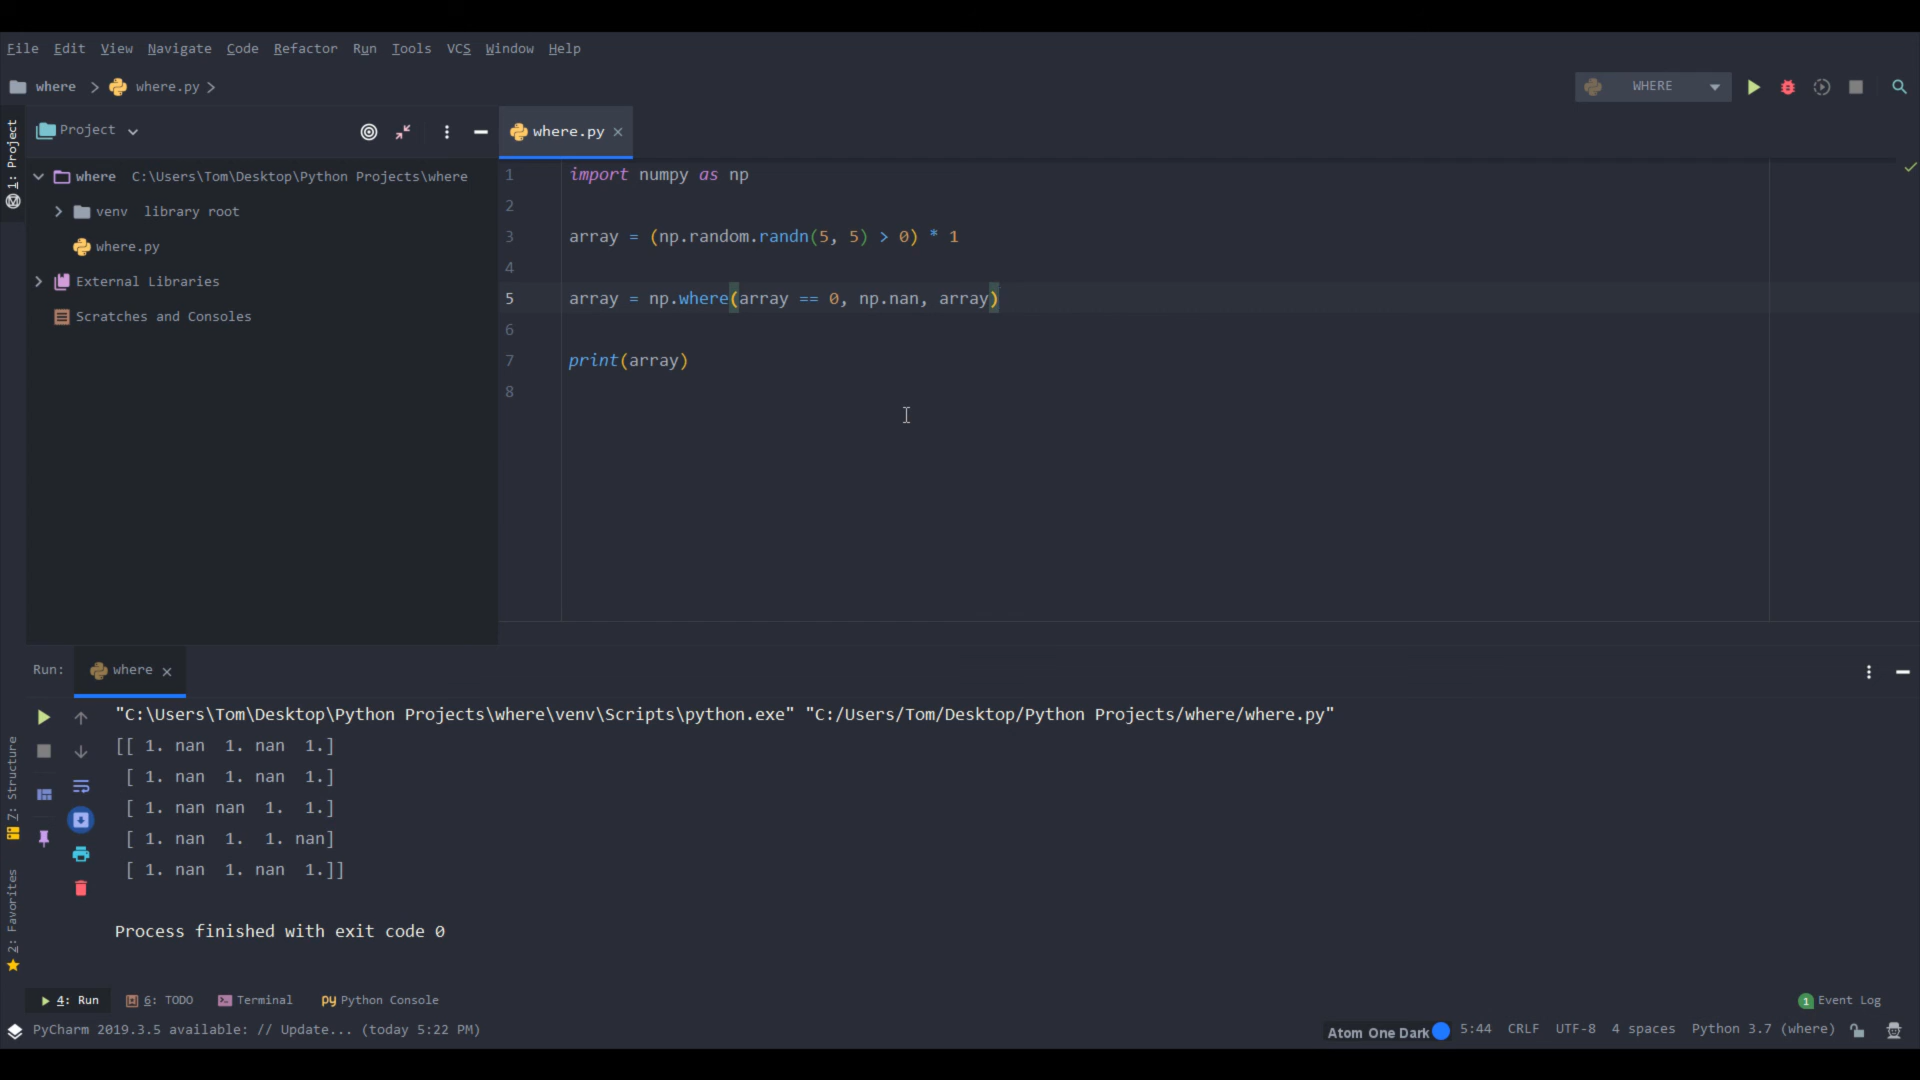 File Edit View Navigate Code Refactor Run Tools VCS Window Help
where where.py
WHERE
1: Project
Project
where.py
where C:\Users\Tom\Desktop\Python Projects\where
venv library root
where.py
External Libraries
Scratches and Consoles
1 import numpy as np
2
3 array = (np.random.randn(5, 5) > 0) * 1
4
5 array = np.where(array == 0, np.nan, array)
6
7 print(array)
8
Run: where
"C:\Users\Tom\Desktop\Python Projects\where\venv\Scripts\python.exe" "C:/Users/Tom/Desktop/Python Projects/where/where.py"
[[ 1. nan  1. nan  1.]
 [ 1. nan  1. nan  1.]
 [ 1. nan nan  1.  1.]
 [ 1. nan  1.  1. nan]
 [ 1. nan  1. nan  1.]]
Process finished with exit code 0
7: Structure
2: Favorites
4: Run 6: TODO Terminal Python Console
1 Event Log
PyCharm 2019.3.5 available: // Update... (today 5:22 PM)
Atom One Dark 5:44 CRLF UTF-8 4 spaces Python 3.7 (where)